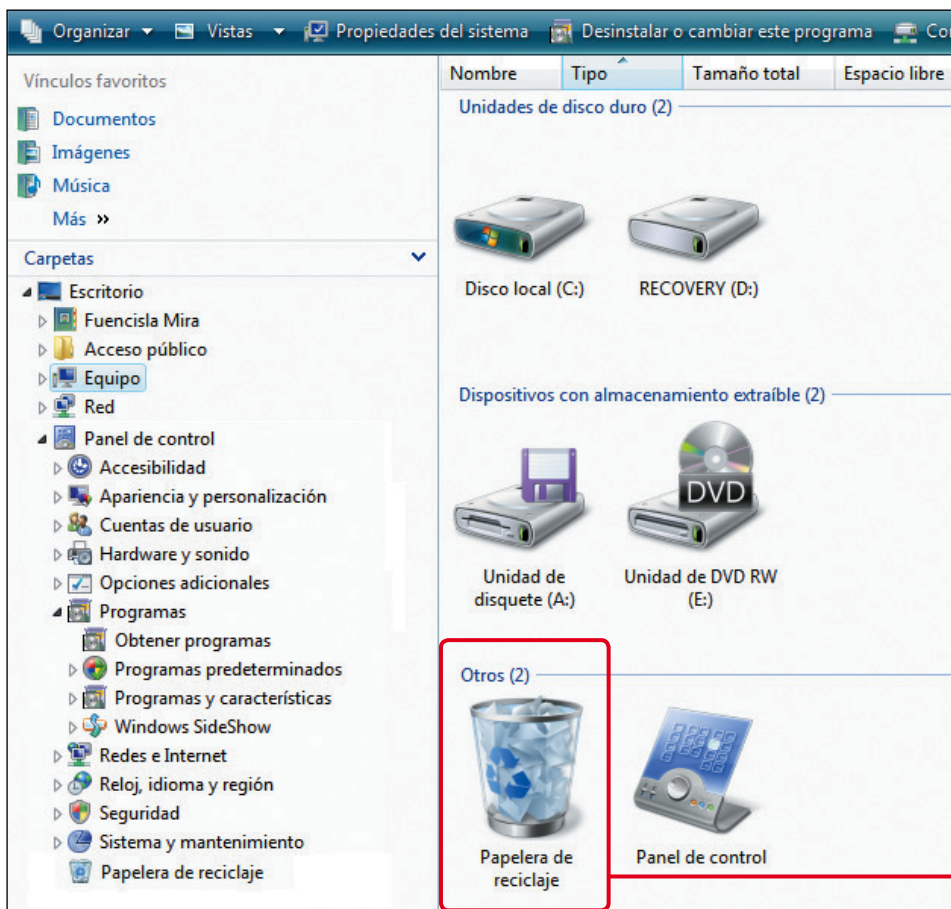 Organizar Vistas Propiedades del sistema Desinstalar o cambiar este programa Co
Vínculos favoritos
Documentos
Imágenes
Música
Más »
Carpetas
Escritorio
Fuencisla Mira
Acceso público
Equipo
Red
Panel de control
Accesibilidad
Apariencia y personalización
Cuentas de usuario
Hardware y sonido
Opciones adicionales
Programas
Obtener programas
Programas predeterminados
Programas y características
Windows SideShow
Redes e Internet
Reloj, idioma y región
Seguridad
Sistema y mantenimiento
Papelera de reciclaje
Nombre Tipo Tamaño total Espacio libre
Unidades de disco duro (2)
Disco local (C:) RECOVERY (D:)
Dispositivos con almacenamiento extraíble (2)
DVD
Unidad de
disquete (A:)
Unidad de DVD RW
(E:)
Otros (2)
Papelera de
reciclaje
Panel de control